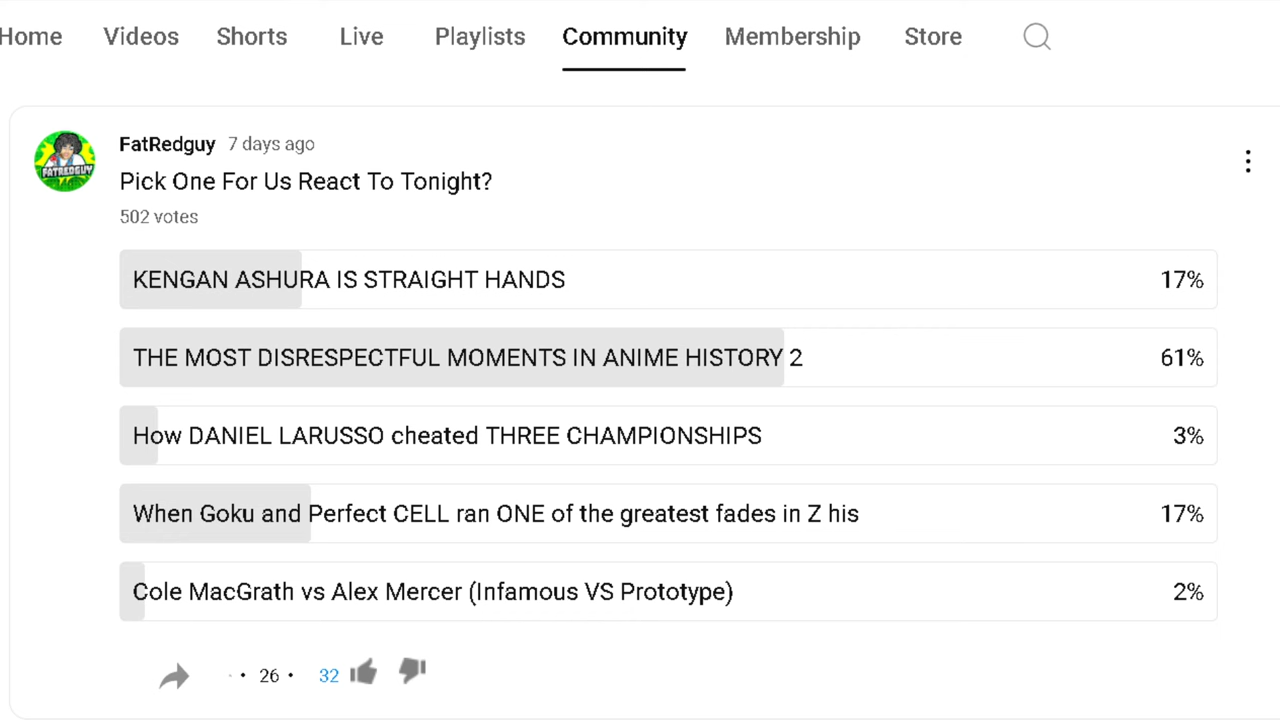 Home Videos Shorts Live Playlists Community Membership Store
FATREDGUY
FatRedguy 7 days ago
Pick One For Us React To Tonight?
502 votes
KENGAN ASHURA IS STRAIGHT HANDS 17%
THE MOST DISRESPECTFUL MOMENTS IN ANIME HISTORY 2 61%
How DANIEL LARUSSO cheated THREE CHAMPIONSHIPS 3%
When Goku and Perfect CELL ran ONE of the greatest fades in Z his 17%
Cole MacGrath vs Alex Mercer (Infamous VS Prototype) 2%
• 26 • 32